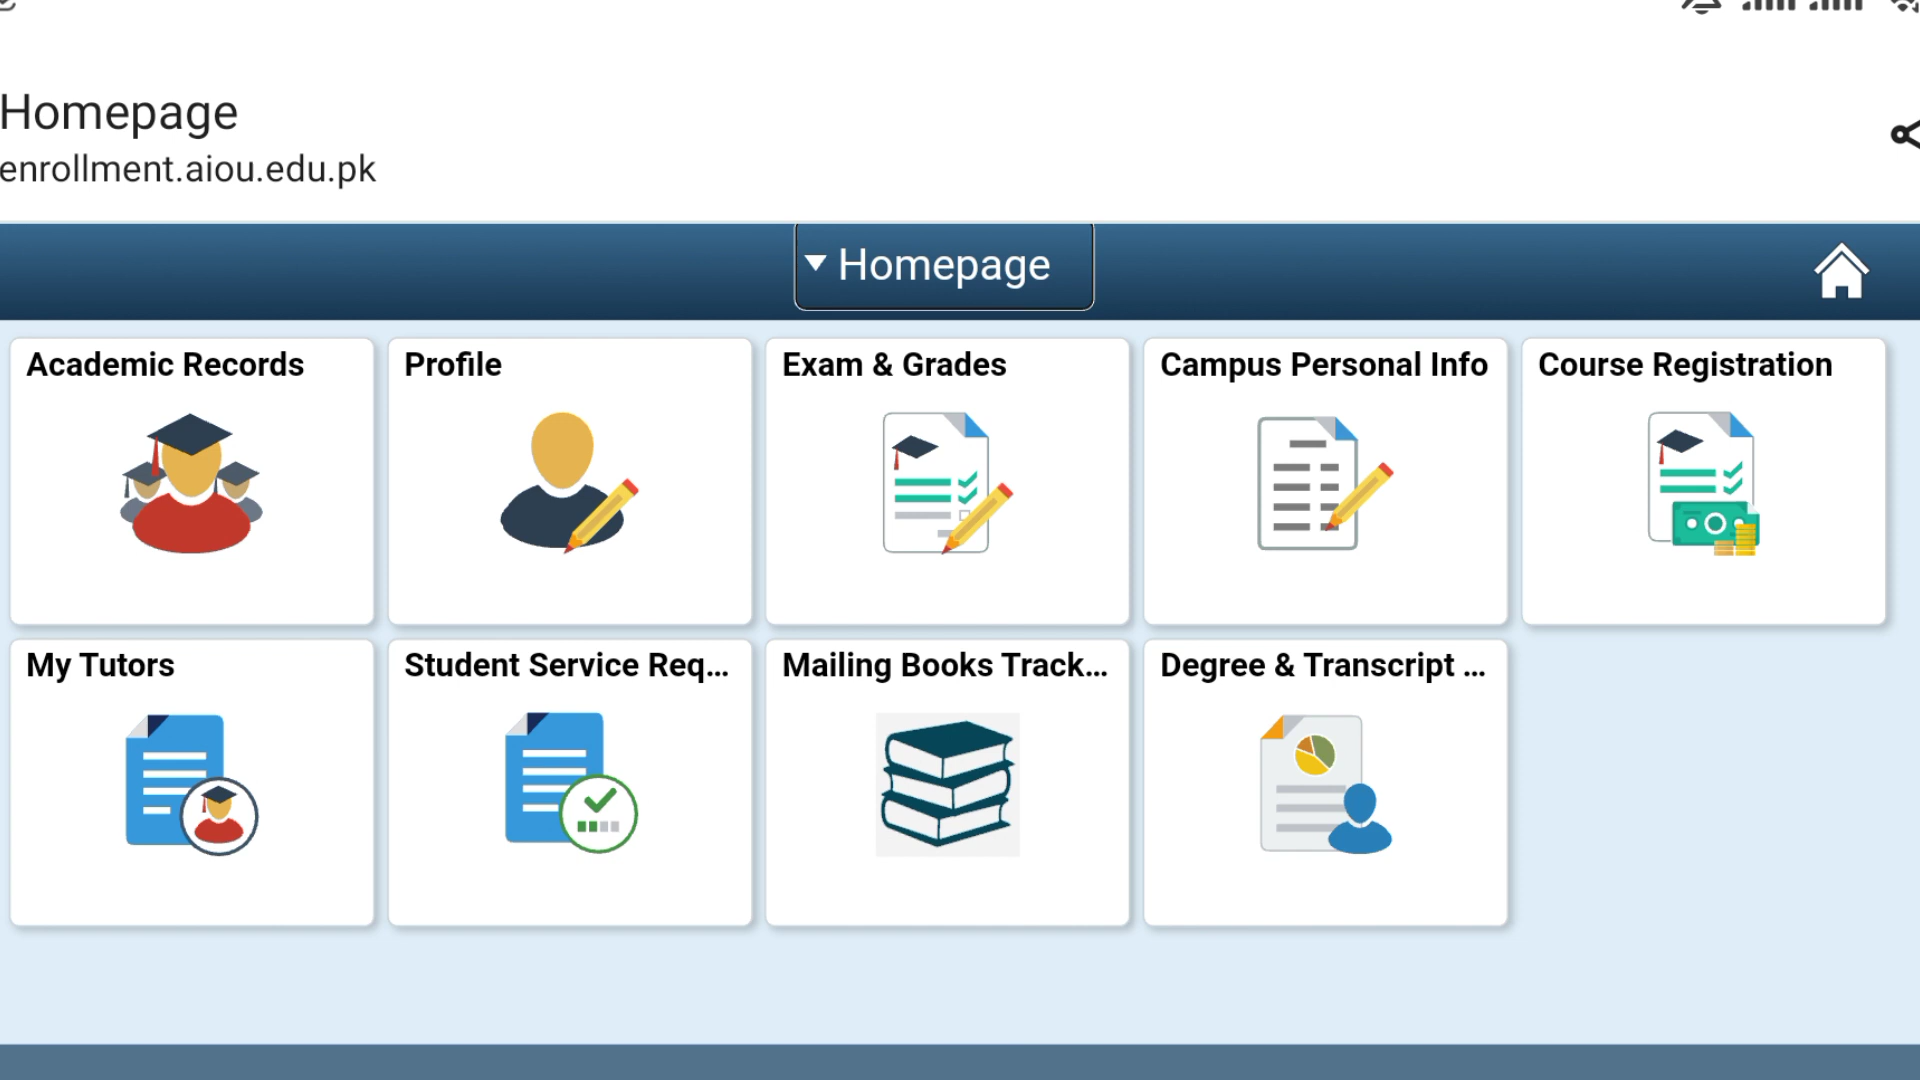 Homepage
enrollment.aiou.edu.pk
Homepage
Academic Records
Profile
Exam & Grades
Campus Personal Info
Course Registration
My Tutors
Student Service Req...
Mailing Books Track...
Degree & Transcript ...